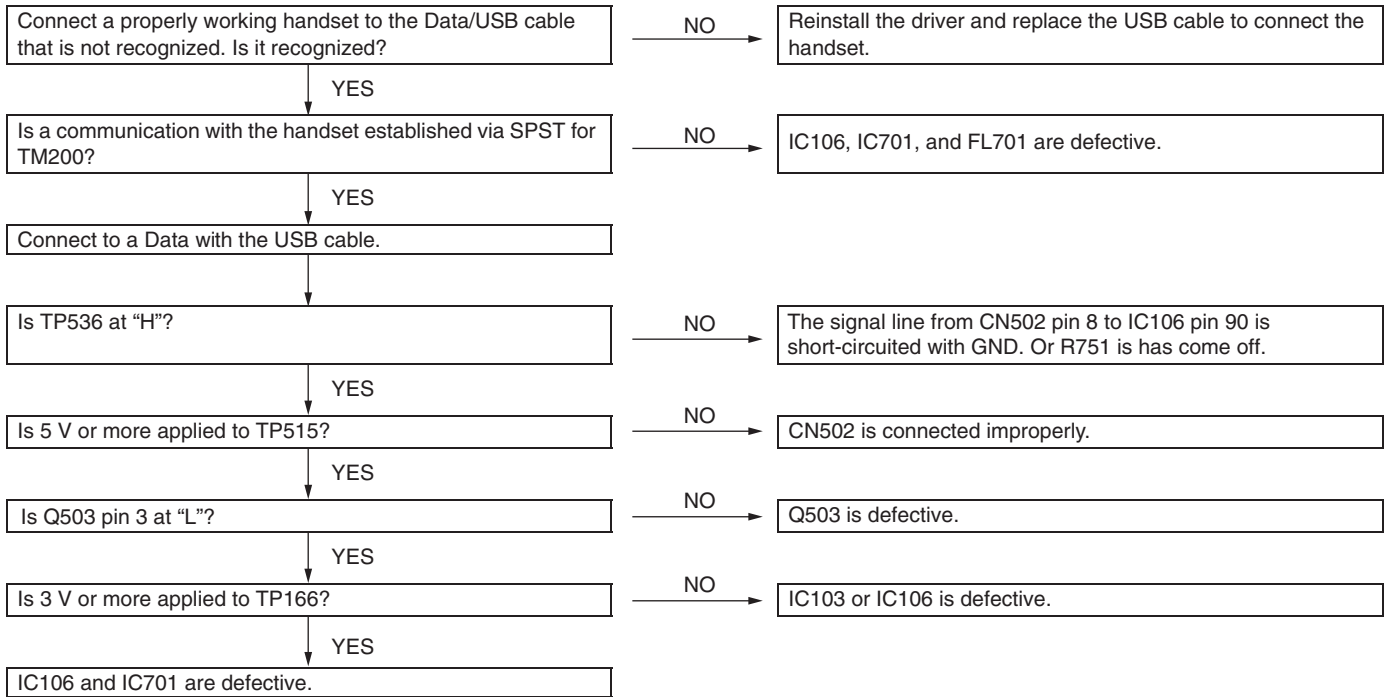 Connect a properly working handset to the Data/USB cable
that is not recognized. Is it recognized?
NO
Reinstall the driver and replace the USB cable to connect the
handset.
YES
Is a communication with the handset established via SPST for
TM200?
NO
IC106, IC701, and FL701 are defective.
YES
Connect to a Data with the USB cable.
Is TP536 at “H”?
NO
The signal line from CN502 pin 8 to IC106 pin 90 is
short-circuited with GND. Or R751 is has come off.
YES
Is 5 V or more applied to TP515?
NO
CN502 is connected improperly.
YES
Is Q503 pin 3 at “L”?
NO
Q503 is defective.
YES
Is 3 V or more applied to TP166?
NO
IC103 or IC106 is defective.
YES
IC106 and IC701 are defective.